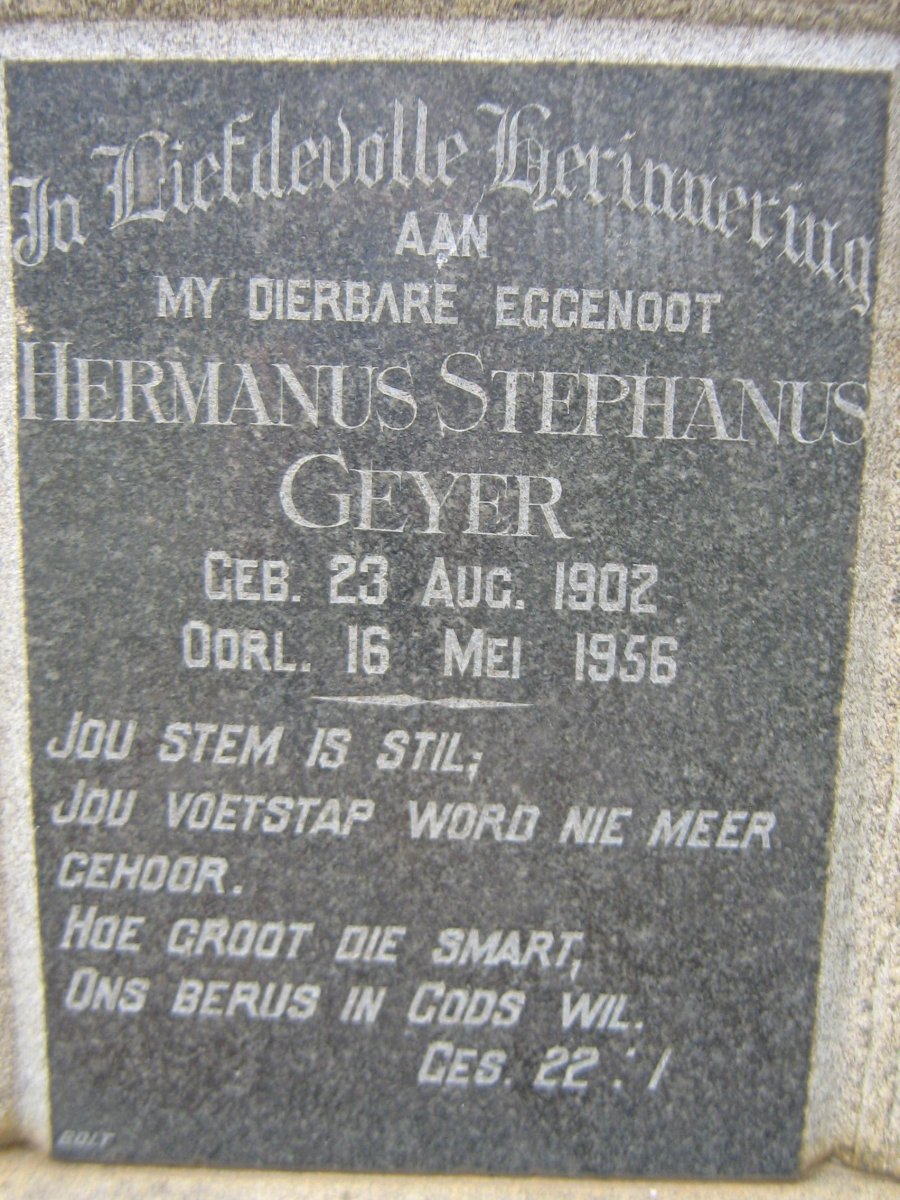 In Liefdevolle Herinnering
AAN
MY DIERBARE EGGENOOT
HERMANUS STEPHANUS
GEYER
GEB. 23 AUG. 1902
OORL. 16 MEI 1956
JOU STEM IS STIL;
JOU VOETSTAP WORD NIE MEER
GEHOOR.
HOE GROOT DIE SMART,
ONS BERUS IN GODS WIL.
GES. 22 : 1
BOLT